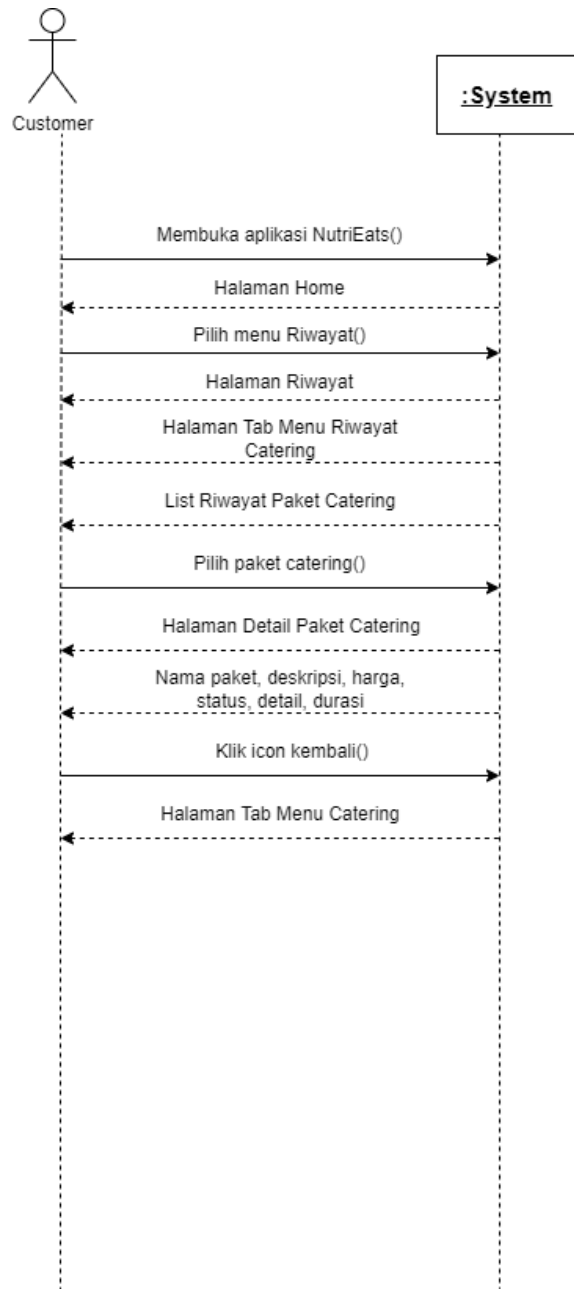 Customer
:System
Membuka aplikasi NutriEats()
Halaman Home
Pilih menu Riwayat()
Halaman Riwayat
Halaman Tab Menu Riwayat
Catering
List Riwayat Paket Catering
Pilih paket catering()
Halaman Detail Paket Catering
Nama paket, deskripsi, harga,
status, detail, durasi
Klik icon kembali()
Halaman Tab Menu Catering